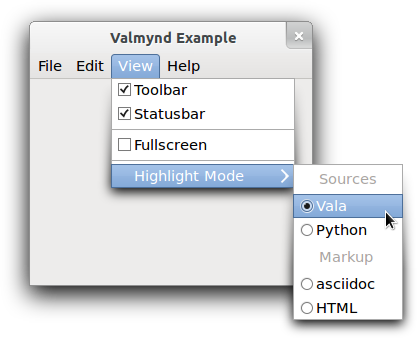 Valmynd Example
File Edit View Help
Toolbar
Statusbar
Fullscreen
Highlight Mode
Sources
Vala
Python
Markup
asciidoc
HTML